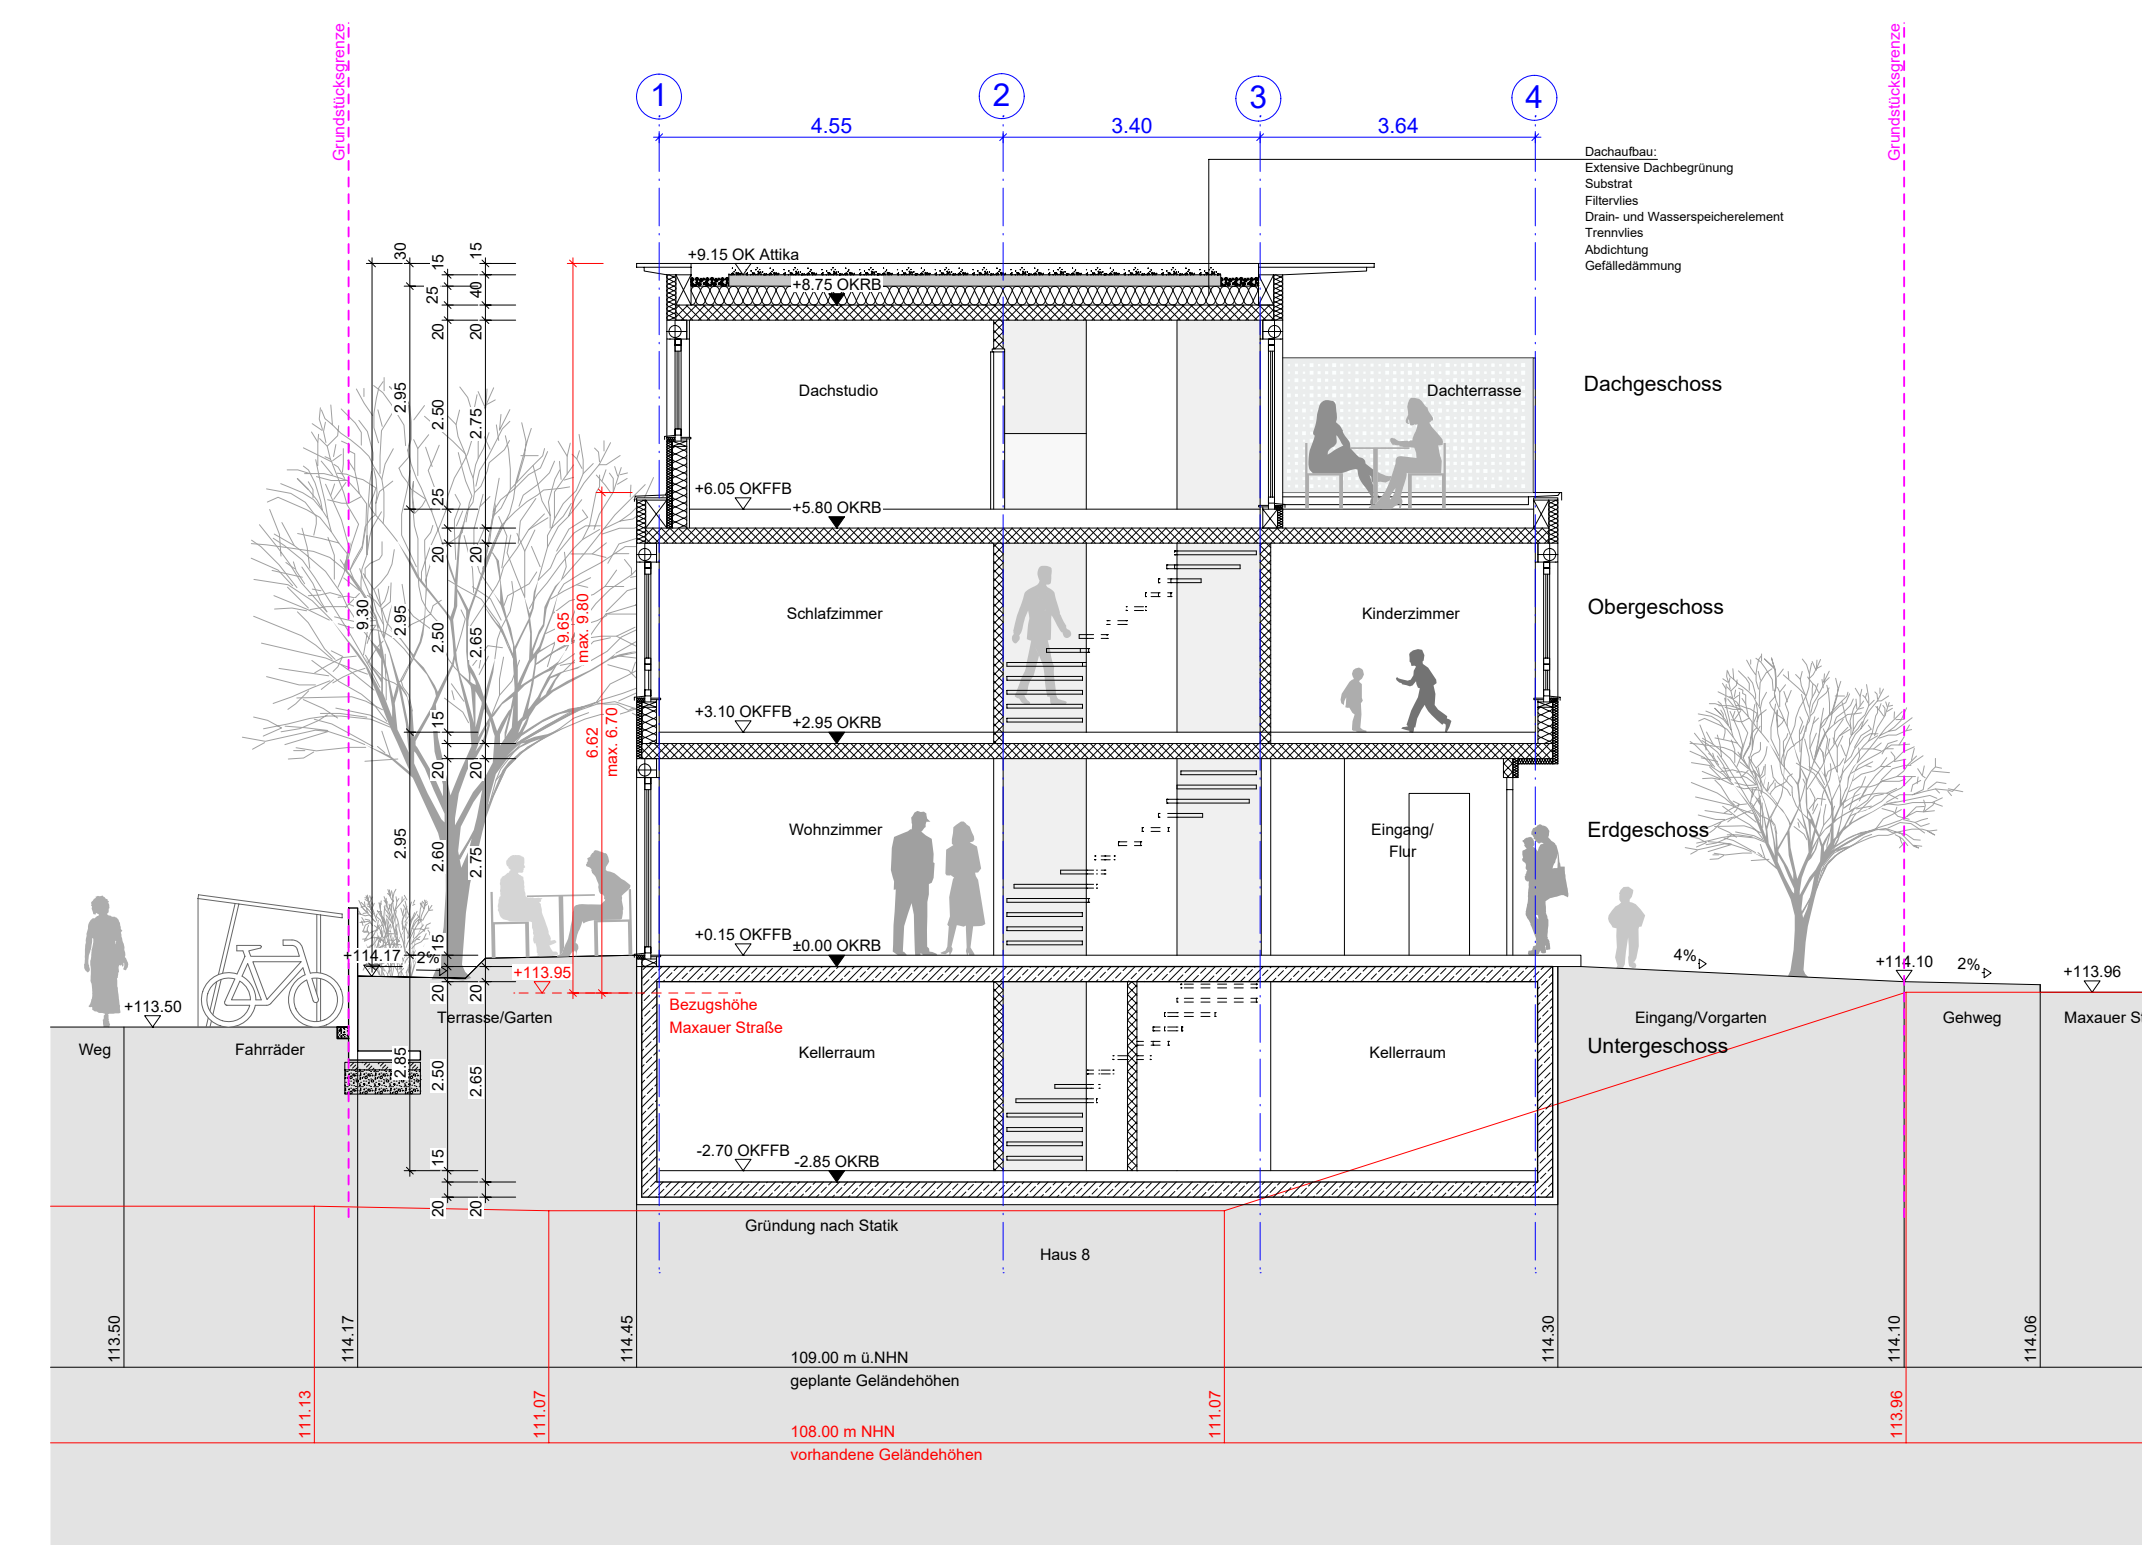 Grundstücksgrenze
Grundstücksgrenze
1
2
3
4
4.55
3.40
3.64
Dachaufbau:
Extensive Dachbegrünung
Substrat
Filtervlies
Drain- und Wasserspeicherelement
Trennvlies
Abdichtung
Gefälledämmung
30
15
15
+9.15 OK Attika
25
40
+8.75 OKRB
20
20
Dachstudio
Dachterrasse
Dachgeschoss
2.95
2.50
2.75
+6.05 OKFFB
25
+5.80 OKRB
20
20
9.30
2.95
2.50
2.65
9.65
max. 9.80
Schlafzimmer
Kinderzimmer
Obergeschoss
+3.10 OKFFB
+2.95 OKRB
15
6.62
max. 6.70
20
20
Wohnzimmer
Eingang/
Flur
Erdgeschoss
2.95
2.60
2.75
+0.15 OKFFB
±0.00 OKRB
15
+114.17
2%
+113.95
4%
+114.10
2%
+113.96
20
20
+113.50
Bezugshöhe
Maxauer Straße
Terrasse/Garten
Eingang/Vorgarten
Gehweg
Maxauer St
Weg
Fahrräder
Kellerraum
Kellerraum
Untergeschoss
2.85
2.50
2.65
-2.70 OKFFB
-2.85 OKRB
15
20
20
Gründung nach Statik
Haus 8
113.50
114.17
114.45
114.30
114.10
114.06
109.00 m ü.NHN
geplante Geländehöhen
111.13
111.07
111.07
113.96
108.00 m NHN
vorhandene Geländehöhen